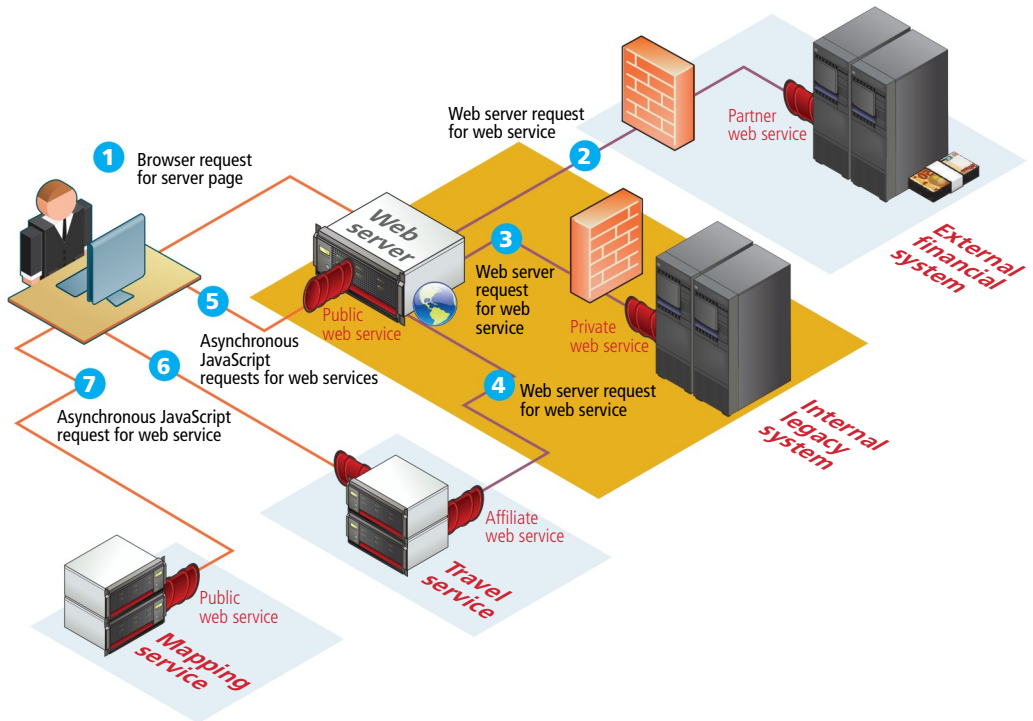 1
Browser request
for server page
Web server request
for web service
2
Partner
web service
External
financial
system
Web
server
3
Web server
request
for web
service
Public
web service
Private
web service
Internal
legacy
system
5
Asynchronous
JavaScript
requests for web services
6
4
Web server request
for web service
7
Asynchronous JavaScript
request for web service
Affiliate
web service
Travel
service
Public
web service
Mapping
service